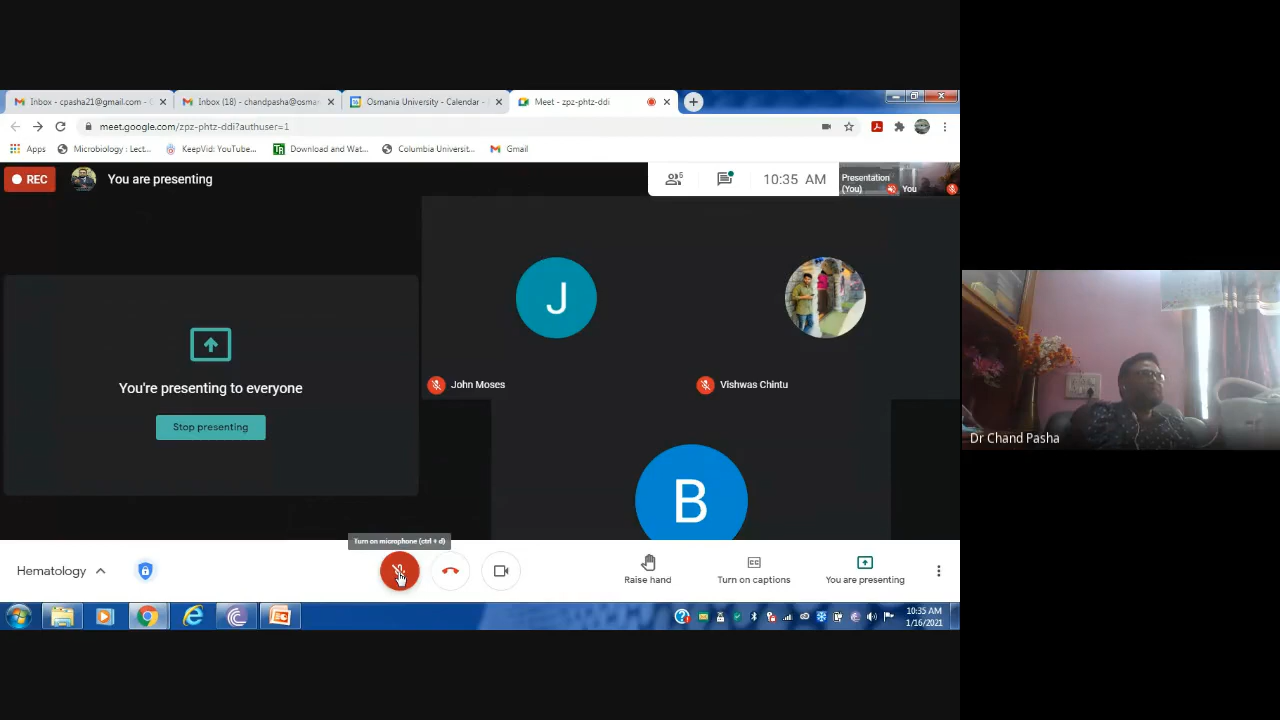 Inbox - cpasha21@gmail.com -
Inbox (18) - chandpasha@osma
Osmania University - Calendar -
Meet - zpz-phtz-ddi
meet.google.com/zpz-phtz-ddi?authuser=1
Apps
Microbiology : Lect...
KeepVid: YouTube...
Download and Wat...
Columbia Universit...
Gmail
REC
You are presenting
6
10:35 AM
Presentation
(You)
You
J
John Moses
Vishwas Chintu
You're presenting to everyone
Stop presenting
B
Dr Chand Pasha
Turn on microphone (ctrl + d)
Hematology
Raise hand
CC
Turn on captions
You are presenting
10:35 AM
1/16/2021